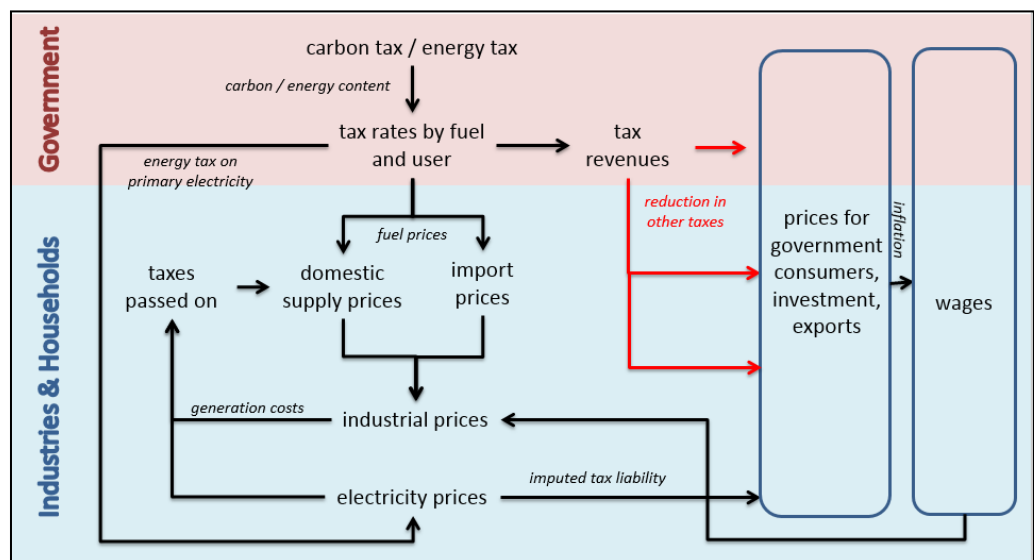 Government
carbon tax / energy tax
carbon / energy content
tax rates by fuel
and user
tax
revenues
energy tax on
primary electricity
reduction in
other taxes
Industries & Households
fuel prices
taxes
passed on
domestic
supply prices
import
prices
prices for
government
consumers,
investment,
exports
inflation
wages
generation costs
industrial prices
electricity prices
imputed tax liability